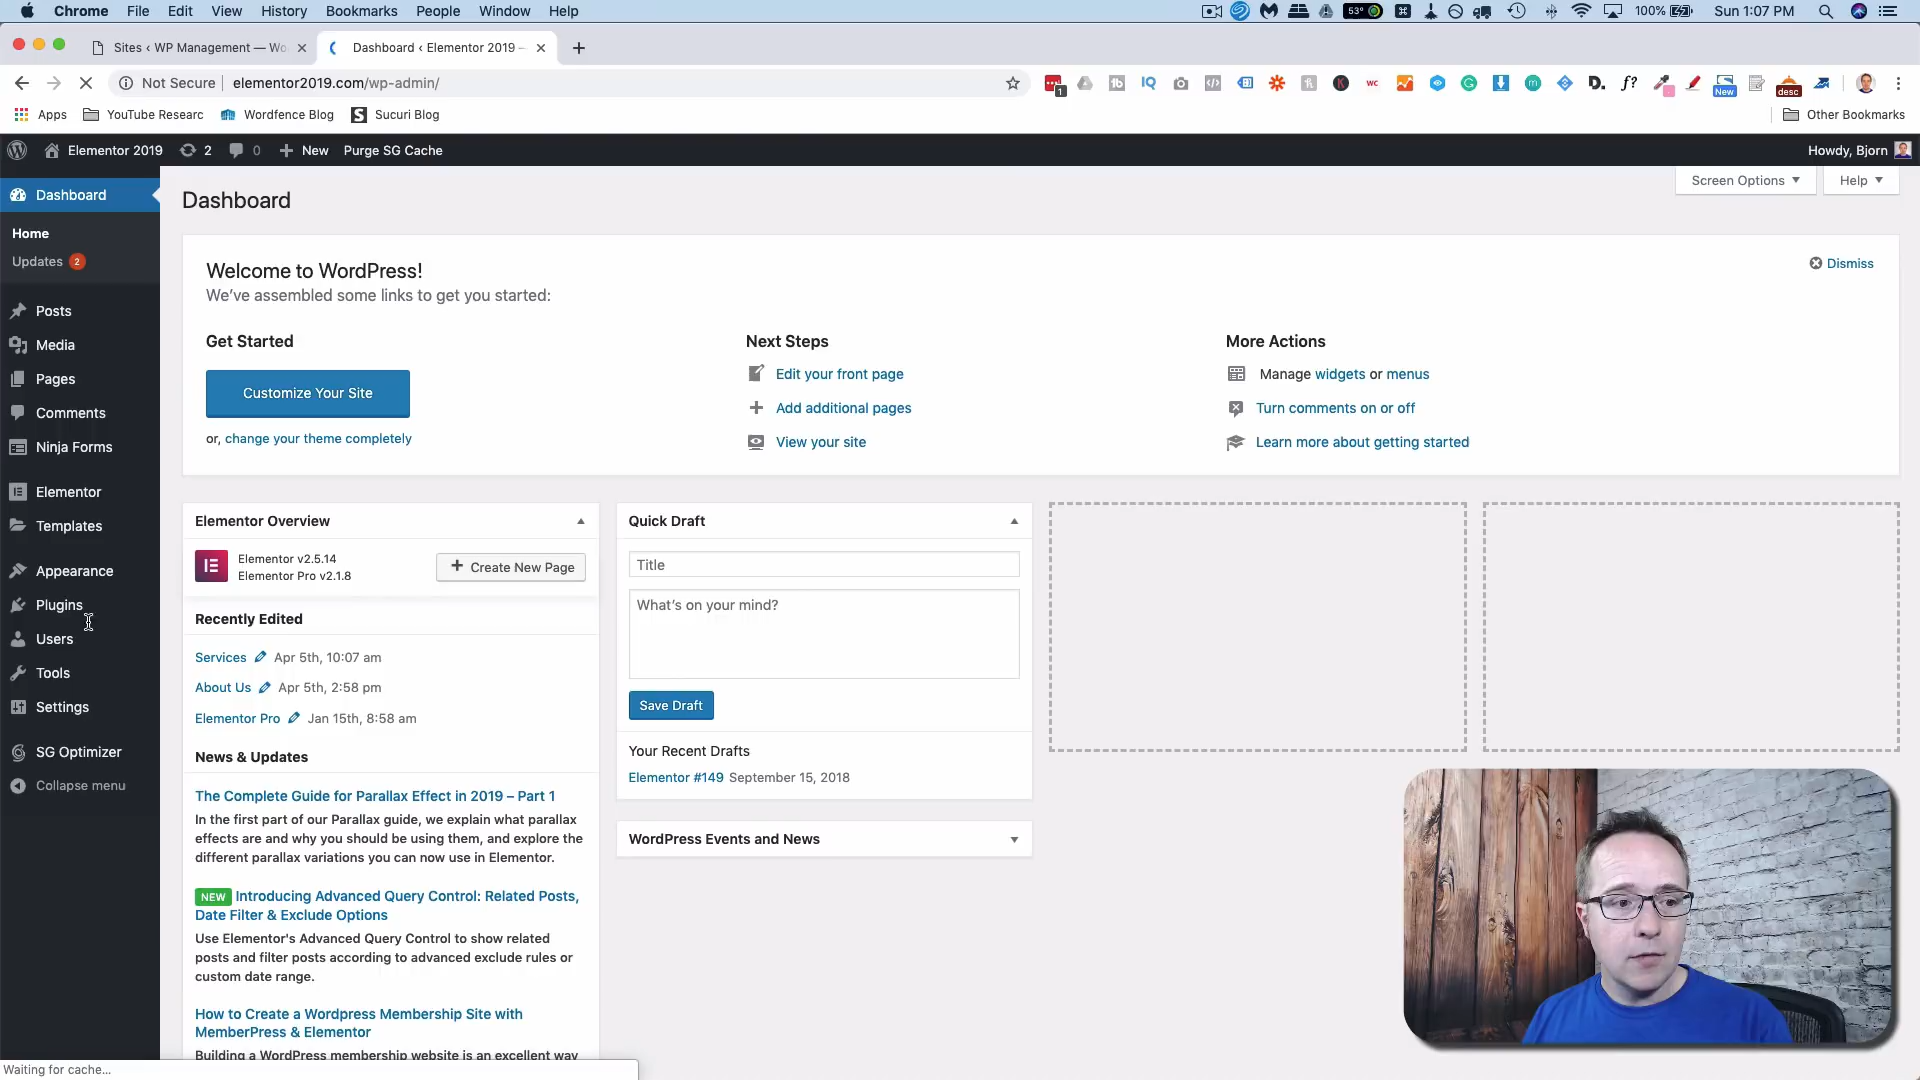 Chrome File Edit View History Bookmarks People Window Help 53° 100% Sun 1:07 PM
Sites ‹ WP Management — Wo Dashboard ‹ Elementor 2019 –
Not Secure elementor2019.com/wp-admin/
Apps YouTube Researc Wordfence Blog Sucuri Blog Other Bookmarks
Elementor 2019 2 0 New Purge SG Cache Howdy, Bjorn
Dashboard
Home
Updates 2
Posts
Media
Pages
Comments
Ninja Forms
Elementor
Templates
Appearance
Plugins
Users
Tools
Settings
SG Optimizer
Collapse menu
Dashboard
Screen Options Help
Welcome to WordPress!
We've assembled some links to get you started:
Dismiss
Get Started
Customize Your Site
or, change your theme completely
Next Steps
Edit your front page
Add additional pages
View your site
More Actions
Manage widgets or menus
Turn comments on or off
Learn more about getting started
Elementor Overview
Elementor v2.5.14
Elementor Pro v2.1.8
Create New Page
Recently Edited
Services Apr 5th, 10:07 am
About Us Apr 5th, 2:58 pm
Elementor Pro Jan 15th, 8:58 am
News & Updates
The Complete Guide for Parallax Effect in 2019 – Part 1
In the first part of our Parallax guide, we explain what parallax
effects are and why you should be using them, and explore the
different parallax variations you can now use in Elementor.
NEW Introducing Advanced Query Control: Related Posts,
Date Filter & Exclude Options
Use Elementor's Advanced Query Control to show related
posts and filter posts according to advanced exclude rules or
custom date range.
How to Create a Wordpress Membership Site with
MemberPress & Elementor
Building a WordPress membership website is an excellent way
Quick Draft
Title
What's on your mind?
Save Draft
Your Recent Drafts
Elementor #149 September 15, 2018
WordPress Events and News
Waiting for cache...